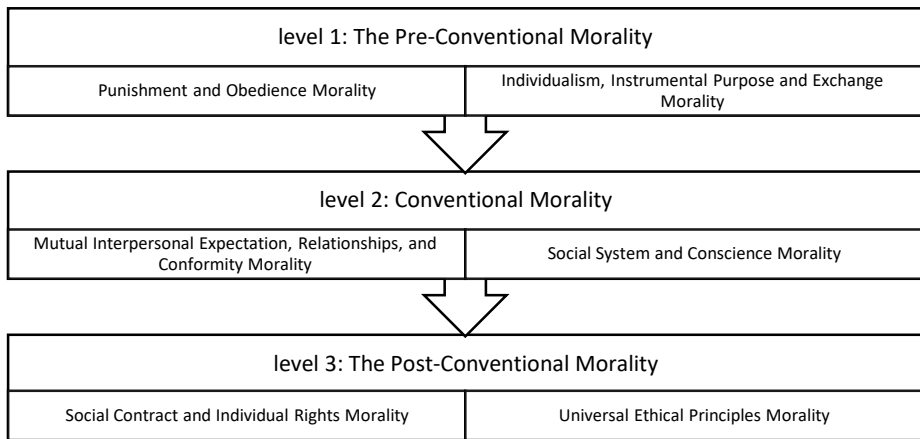 level 1: The Pre-Conventional Morality
Punishment and Obedience Morality
Individualism, Instrumental Purpose and Exchange
Morality
level 2: Conventional Morality
Mutual Interpersonal Expectation, Relationships, and
Conformity Morality
Social System and Conscience Morality
level 3: The Post-Conventional Morality
Social Contract and Individual Rights Morality
Universal Ethical Principles Morality